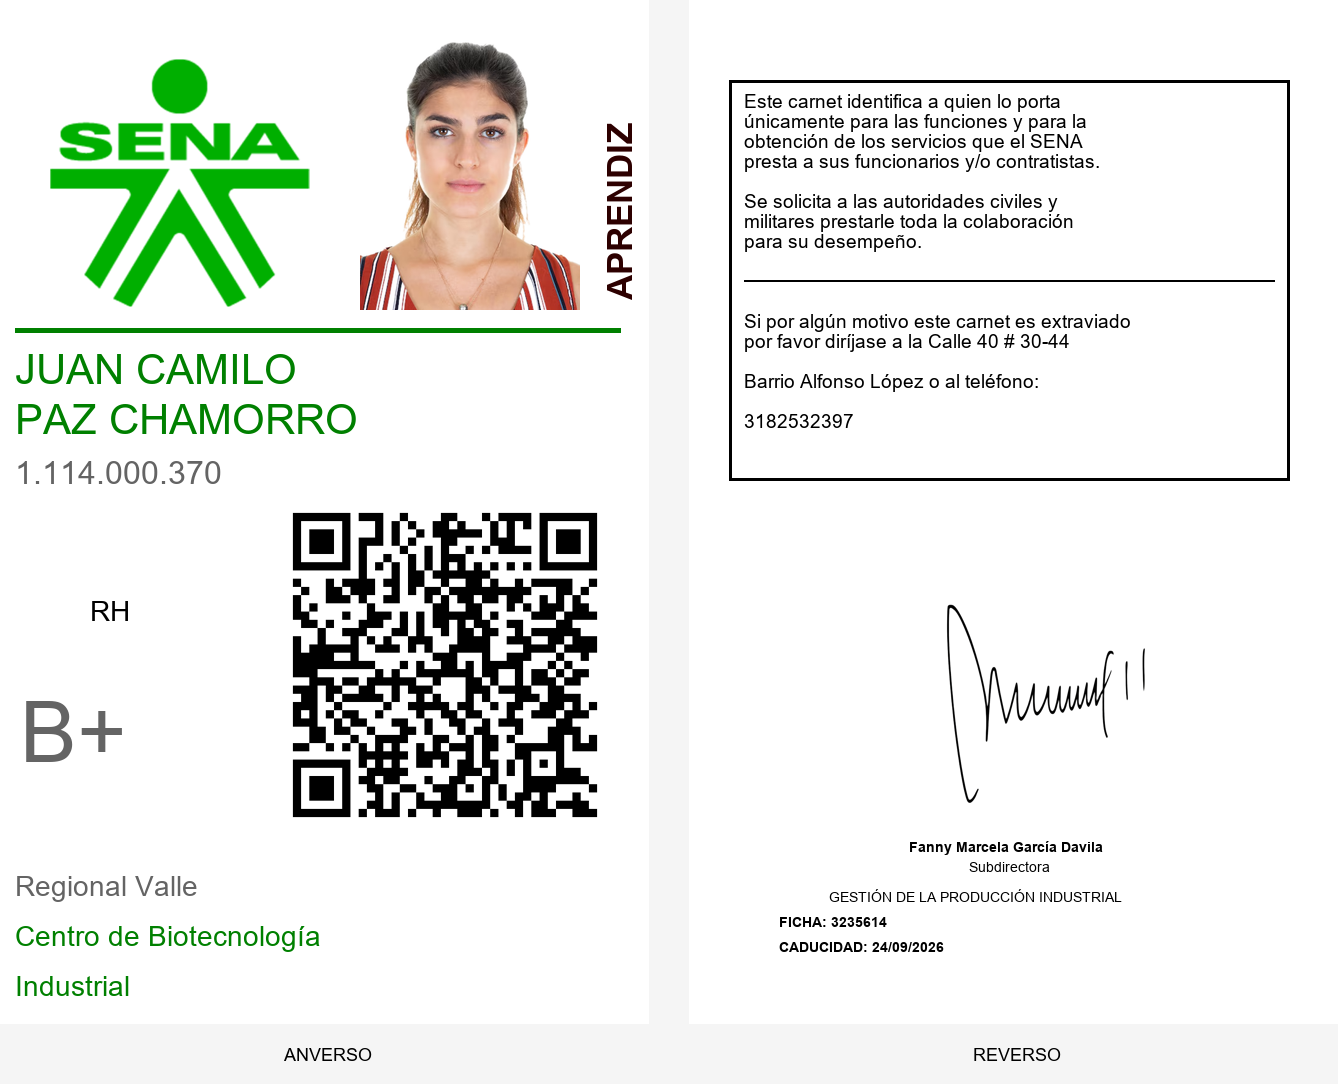 SENA
APRENDIZ
JUAN CAMILO
PAZ CHAMORRO
1.114.000.370
RH
B+
Regional Valle
Centro de Biotecnología
Industrial
ANVERSO
Este carnet identifica a quien lo porta
únicamente para las funciones y para la
obtención de los servicios que el SENA
presta a sus funcionarios y/o contratistas.
Se solicita a las autoridades civiles y
militares prestarle toda la colaboración
para su desempeño.
Si por algún motivo este carnet es extraviado
por favor diríjase a la Calle 40 # 30-44
Barrio Alfonso López o al teléfono:
3182532397
Fanny Marcela García Davila
Subdirectora
GESTIÓN DE LA PRODUCCIÓN INDUSTRIAL
FICHA: 3235614
CADUCIDAD: 24/09/2026
REVERSO